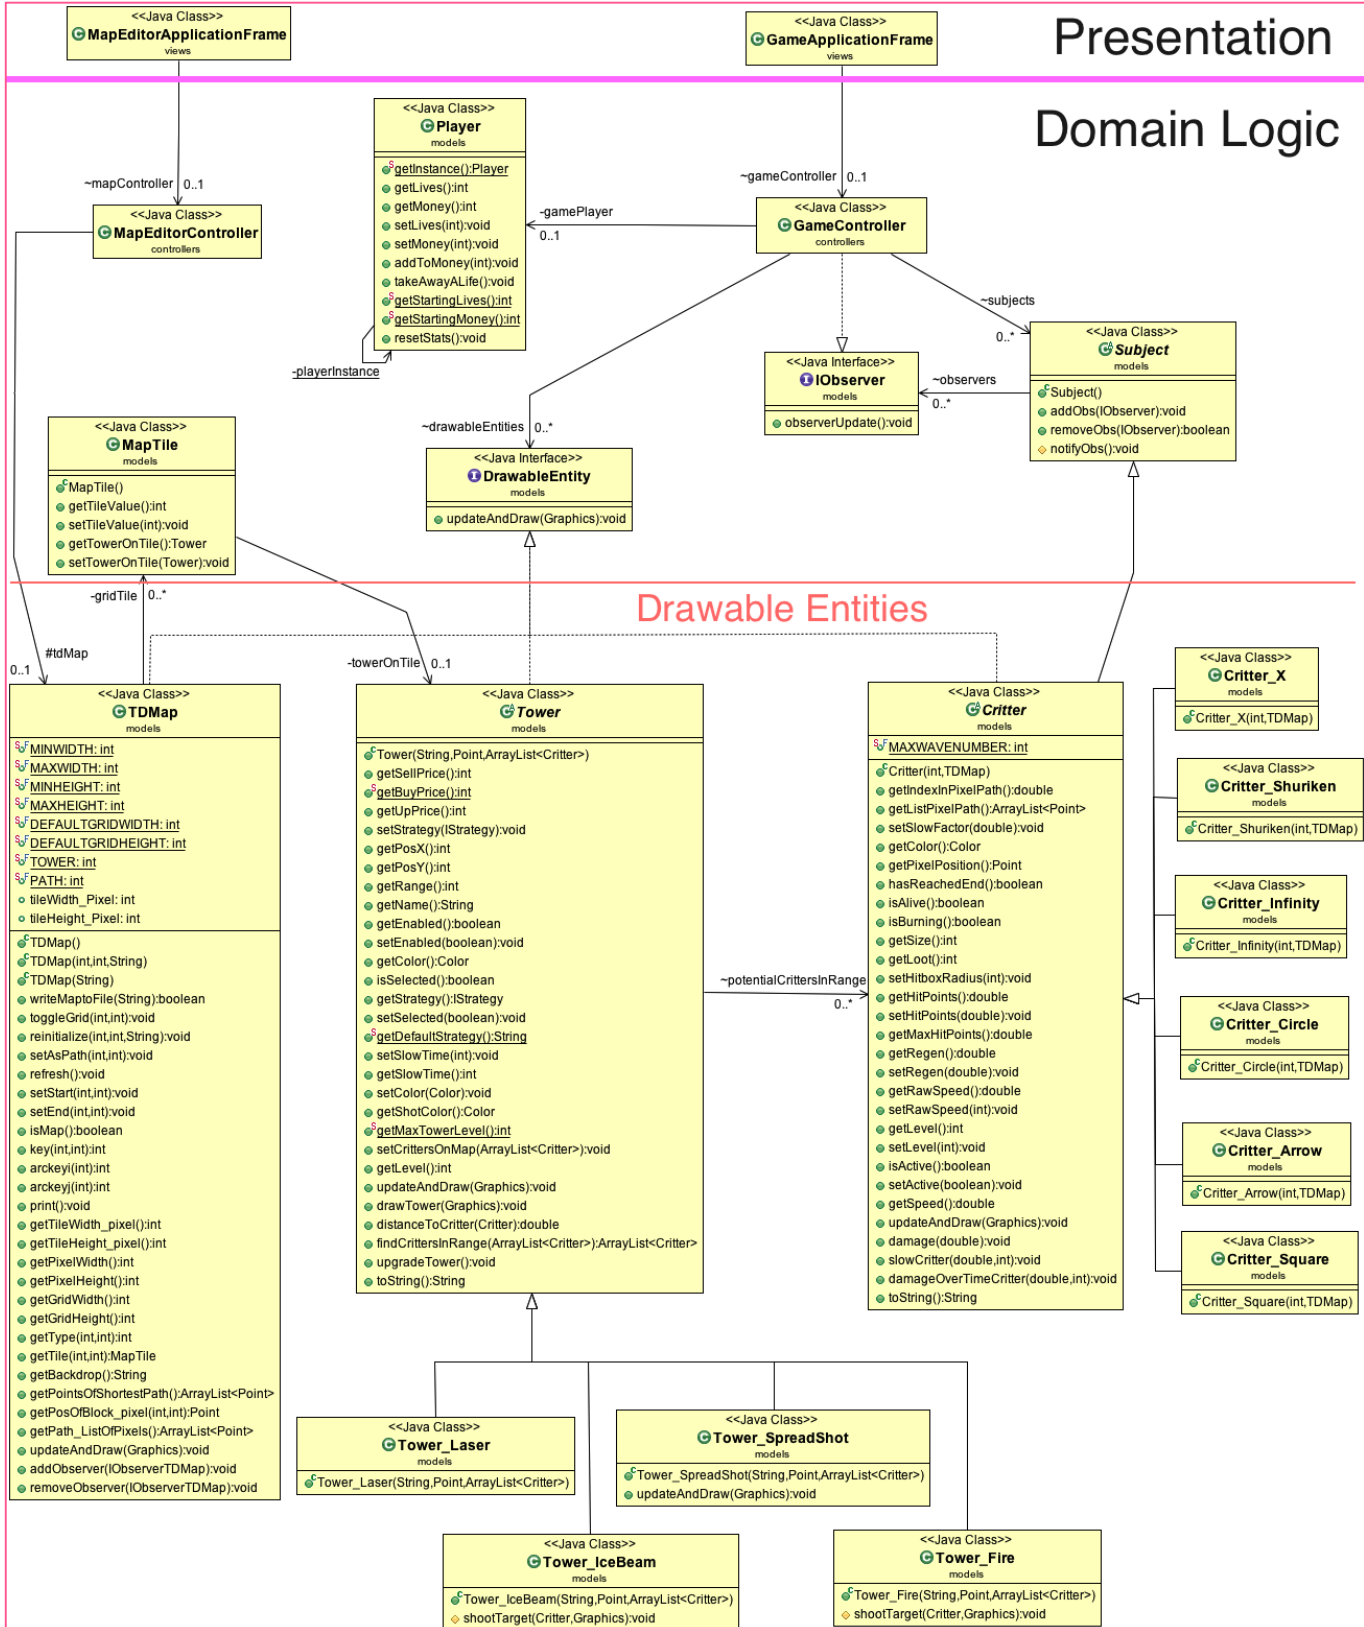 <<Java Class>>
MapEditorApplicationFrame
views
<<Java Class>>
GameApplicationFrame
views
Presentation
Domain Logic
<<Java Class>>
Player
models
getInstance():Player
getLives():int
getMoney():int
setLives(int):void
setMoney(int):void
addToMoney(int):void
takeAwayALife():void
getStartingLives():int
getStartingMoney():int
resetStats():void
-playerInstance
~mapController
0..1
<<Java Class>>
MapEditorController
controllers
~gameController
0..1
<<Java Class>>
GameController
controllers
-gamePlayer
0..1
~subjects
0..*
<<Java Class>>
Subject
models
Subject()
addObs(IObserver):void
removeObs(IObserver):boolean
notifyObs():void
<<Java Interface>>
IObserver
models
observerUpdate():void
~observers
0..*
~drawableEntities
0..*
<<Java Interface>>
DrawableEntity
models
updateAndDraw(Graphics):void
<<Java Class>>
MapTile
models
MapTile()
getTileValue():int
setTileValue(int):void
getTowerOnTile():Tower
setTowerOnTile(Tower):void
-gridTile
0..*
Drawable Entities
#tdMap
0..1
-towerOnTile
0..1
<<Java Class>>
TDMap
models
MINWIDTH: int
MAXWIDTH: int
MINHEIGHT: int
MAXHEIGHT: int
DEFAULTGRIDWIDTH: int
DEFAULTGRIDHEIGHT: int
TOWER: int
PATH: int
tileWidth_Pixel: int
tileHeight_Pixel: int
TDMap()
TDMap(int,int,String)
TDMap(String)
writeMaptoFile(String):boolean
toggleGrid(int,int):void
reinitialize(int,int,String):void
setAsPath(int,int):void
refresh():void
setStart(int,int):void
setEnd(int,int):void
isMap():boolean
key(int,int):int
arckeyi(int):int
arckeyj(int):int
print():void
getTileWidth_pixel():int
getTileHeight_pixel():int
getPixelWidth():int
getPixelHeight():int
getGridWidth():int
getGridHeight():int
getType(int,int):int
getTile(int,int):MapTile
getBackdrop():String
getPointsOfShortestPath():ArrayList<Point>
getPosOfBlock_pixel(int,int):Point
getPath_ListOfPixels():ArrayList<Point>
updateAndDraw(Graphics):void
addObserver(IObserverTDMap):void
removeObserver(IObserverTDMap):void
<<Java Class>>
Tower
models
Tower(String,Point,ArrayList<Critter>)
getSellPrice():int
getBuyPrice():int
getUpPrice():int
setStrategy(IStrategy):void
getPosX():int
getPosY():int
getRange():int
getName():String
getEnabled():boolean
setEnabled(boolean):void
getColor():Color
isSelected():boolean
getStrategy():IStrategy
setSelected(boolean):void
getDefaultStrategy():String
setSlowTime(int):void
getSlowTime():int
setColor(Color):void
getShotColor():Color
getMaxTowerLevel():int
setCrittersOnMap(ArrayList<Critter>):void
getLevel():int
updateAndDraw(Graphics):void
drawTower(Graphics):void
distanceToCritter(Critter):double
findCrittersInRange(ArrayList<Critter>):ArrayList<Critter>
upgradeTower():void
toString():String
~potentialCrittersInRange
0..*
<<Java Class>>
Critter
models
MAXWAVENUMBER: int
Critter(int,TDMap)
getIndexInPixelPath():double
getListPixelPath():ArrayList<Point>
setSlowFactor(double):void
getColor():Color
getPixelPosition():Point
hasReachedEnd():boolean
isAlive():boolean
isBurning():boolean
getSize():int
getLoot():int
setHitboxRadius(int):void
getHitPoints():double
setHitPoints(double):void
getMaxHitPoints():double
getRegen():double
setRegen(double):void
getRawSpeed():double
setRawSpeed(int):void
getLevel():int
setLevel(int):void
isActive():boolean
setActive(boolean):void
getSpeed():double
updateAndDraw(Graphics):void
damage(double):void
slowCritter(double,int):void
damageOverTimeCritter(double,int):void
toString():String
<<Java Class>>
Critter_X
models
Critter_X(int,TDMap)
<<Java Class>>
Critter_Shuriken
models
Critter_Shuriken(int,TDMap)
<<Java Class>>
Critter_Infinity
models
Critter_Infinity(int,TDMap)
<<Java Class>>
Critter_Circle
models
Critter_Circle(int,TDMap)
<<Java Class>>
Critter_Arrow
models
Critter_Arrow(int,TDMap)
<<Java Class>>
Critter_Square
models
Critter_Square(int,TDMap)
<<Java Class>>
Tower_Laser
models
Tower_Laser(String,Point,ArrayList<Critter>)
<<Java Class>>
Tower_SpreadShot
models
Tower_SpreadShot(String,Point,ArrayList<Critter>)
updateAndDraw(Graphics):void
<<Java Class>>
Tower_IceBeam
models
Tower_IceBeam(String,Point,ArrayList<Critter>)
shootTarget(Critter,Graphics):void
<<Java Class>>
Tower_Fire
models
Tower_Fire(String,Point,ArrayList<Critter>)
shootTarget(Critter,Graphics):void